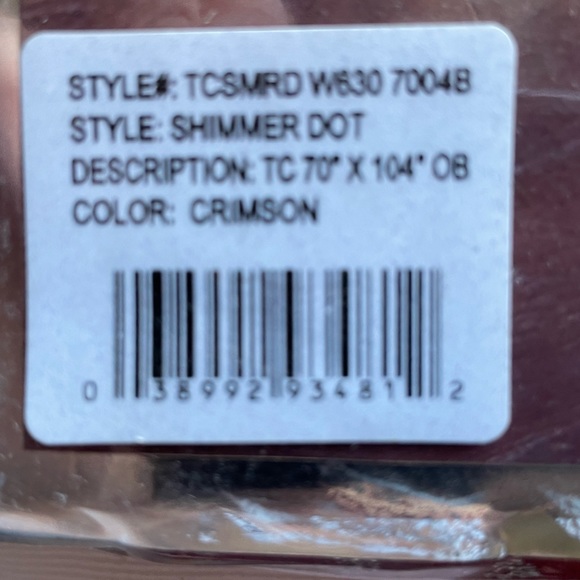 STYLE#: TCSMRD W630 7004B
STYLE: SHIMMER DOT
DESCRIPTION: TC 70" X 104" OB
COLOR: CRIMSON
0 38992 93481 2